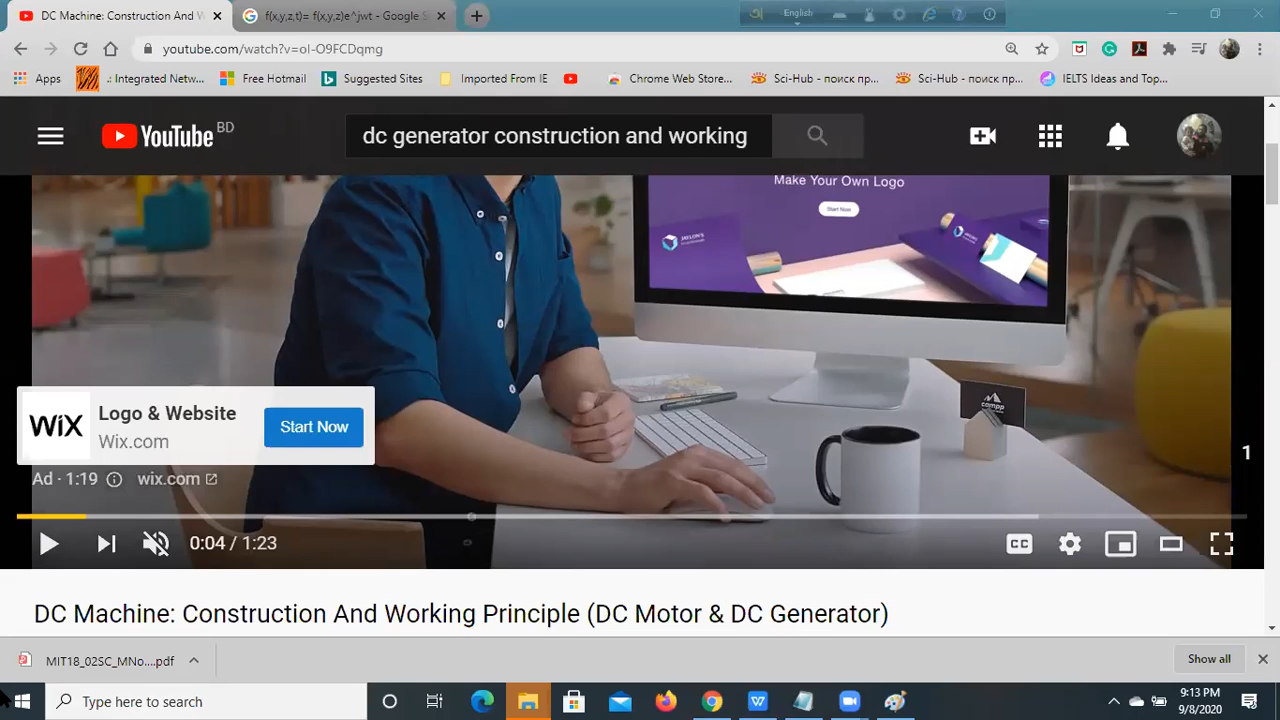 DC Machine: Construction And W
f(x,y,z,t)= f(x,y,z)e^jwt - Google S
English
youtube.com/watch?v=oI-O9FCDqmg
Apps
.: Integrated Netw...
Free Hotmail
Suggested Sites
Imported From IE
Chrome Web Store...
Sci-Hub - поиск пр...
Sci-Hub - поиск пр...
IELTS Ideas and Top...
YouTube BD
dc generator construction and working
Make Your Own Logo
Start Now
campp
WiX
Logo & Website
Wix.com
Start Now
1
Ad · 1:19
wix.com
0:04 / 1:23
CC
DC Machine: Construction And Working Principle (DC Motor & DC Generator)
MIT18_02SC_MNo....pdf
Show all
Type here to search
9:13 PM
9/8/2020